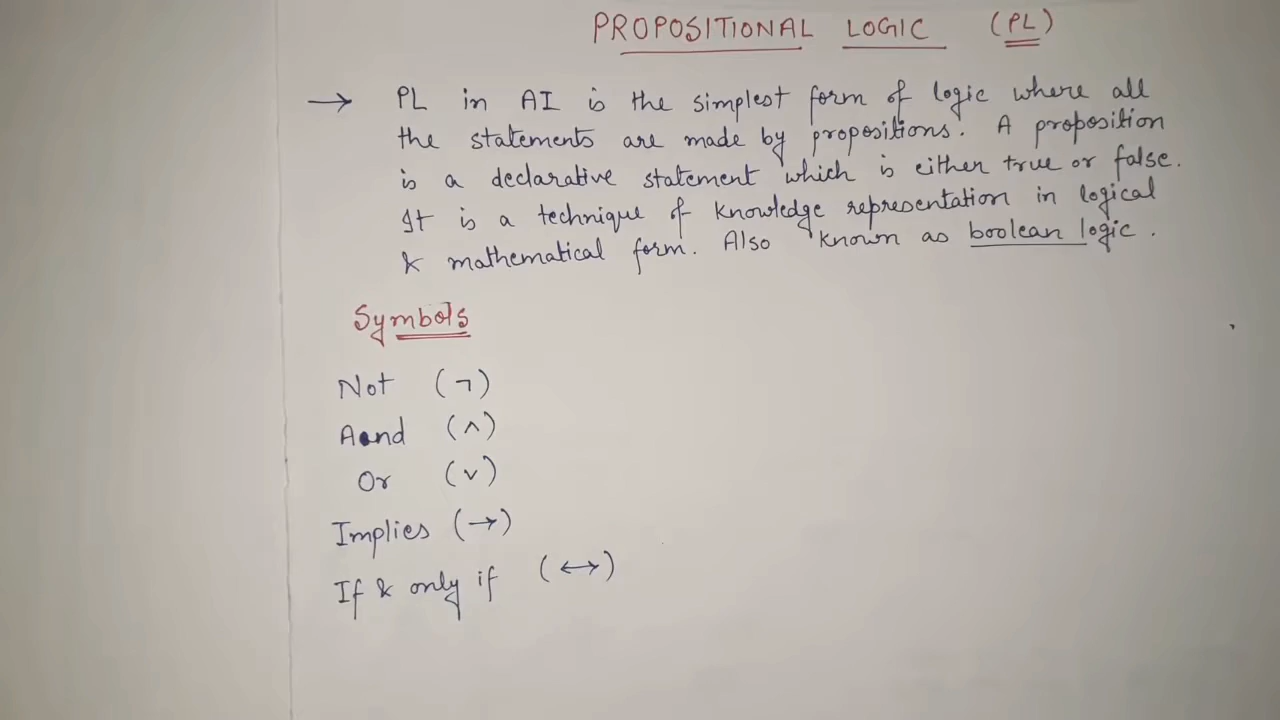 PROPOSITIONAL LOGIC (PL)
→ PL in AI is the simplest form of logic where all
the statements are made by propositions. A proposition
is a declarative statement which is either true or false.
It is a technique of knowledge representation in logical
& mathematical form. Also known as boolean logic.
Symbols
Not (¬)
And (∧)
Or (∨)
Implies (→)
If & only if (↔)